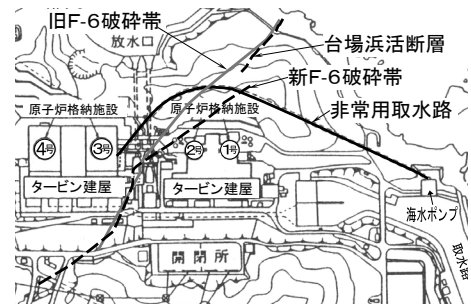 旧F-6破砕帯
放水口
台場浜活断層
新F-6破砕帯
原子炉格納施設
原子炉格納施設
非常用取水路
4号
3号
2号
1号
タービン建屋
タービン建屋
海水ポンプ
開閉所
取水路